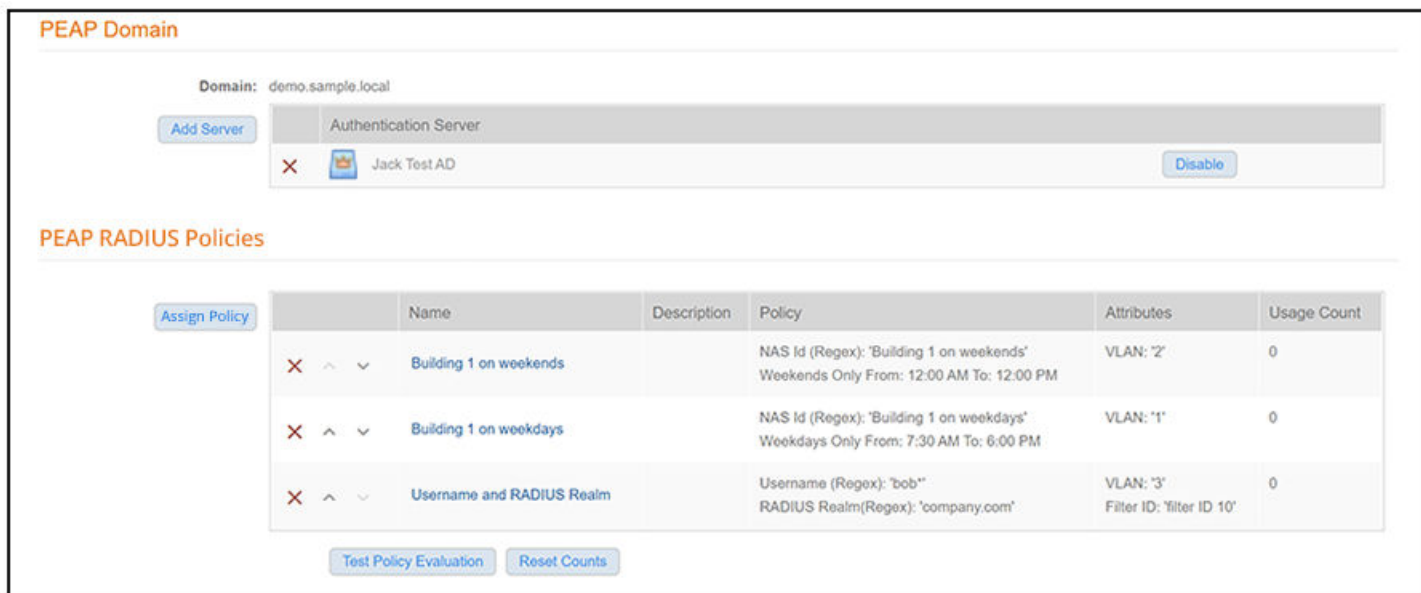 PEAP Domain
Domain: demo.sample.local
Add Server
Authentication Server
Jack Test AD
Disable
PEAP RADIUS Policies
Assign Policy
Name Description Policy Attributes Usage Count
Building 1 on weekends
NAS Id (Regex): 'Building 1 on weekends'
Weekends Only From: 12:00 AM To: 12:00 PM
VLAN: '2'
0
Building 1 on weekdays
NAS Id (Regex): 'Building 1 on weekdays'
Weekdays Only From: 7:30 AM To: 6:00 PM
VLAN: '1'
0
Username and RADIUS Realm
Username (Regex): 'bob*'
RADIUS Realm(Regex): 'company.com'
VLAN: '3'
Filter ID: 'filter ID 10'
0
Test Policy Evaluation
Reset Counts